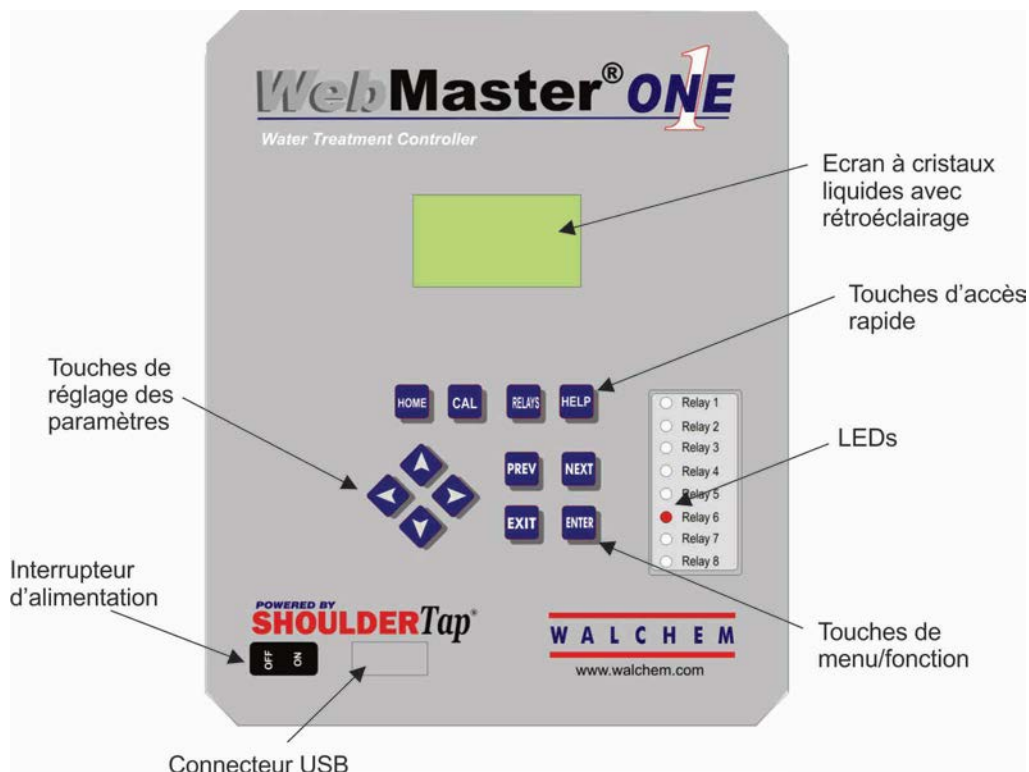 WebMaster® ONE
1
Water Treatment Controller
Ecran à cristaux
liquides avec
rétroéclairage
Touches d'accès
rapide
Touches de
réglage des
paramètres
HOME CAL RELAYS HELP
PREV NEXT
EXIT ENTER
Relay 1
Relay 2
Relay 3
Relay 4
Relay 5
Relay 6
Relay 7
Relay 8
LEDs
Interrupteur
d'alimentation
POWERED BY
SHOULDERTap®
OFF ON
WALCHEM
www.walchem.com
Touches de
menu/fonction
Connecteur USB